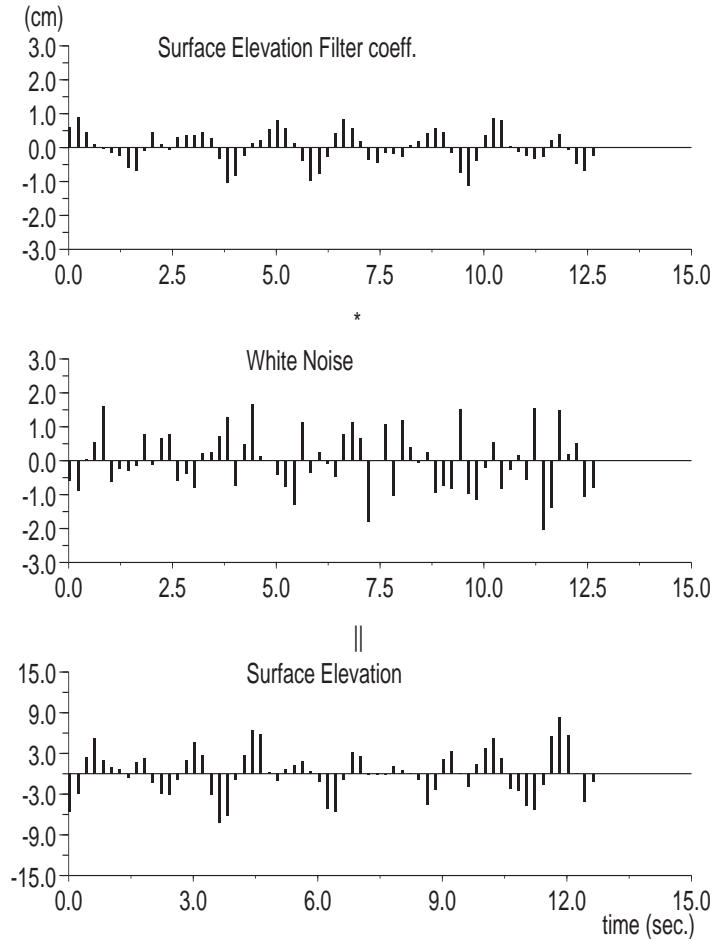 (cm)
Surface Elevation Filter coeff.
3.0
2.0
1.0
0.0
-1.0
-2.0
-3.0
0.0 2.5 5.0 7.5 10.0 12.5 15.0
*
White Noise
3.0
2.0
1.0
0.0
-1.0
-2.0
-3.0
0.0 2.5 5.0 7.5 10.0 12.5 15.0
||
Surface Elevation
15.0
9.0
3.0
-3.0
-9.0
-15.0
0.0 3.0 6.0 9.0 12.0 15.0
time (sec.)